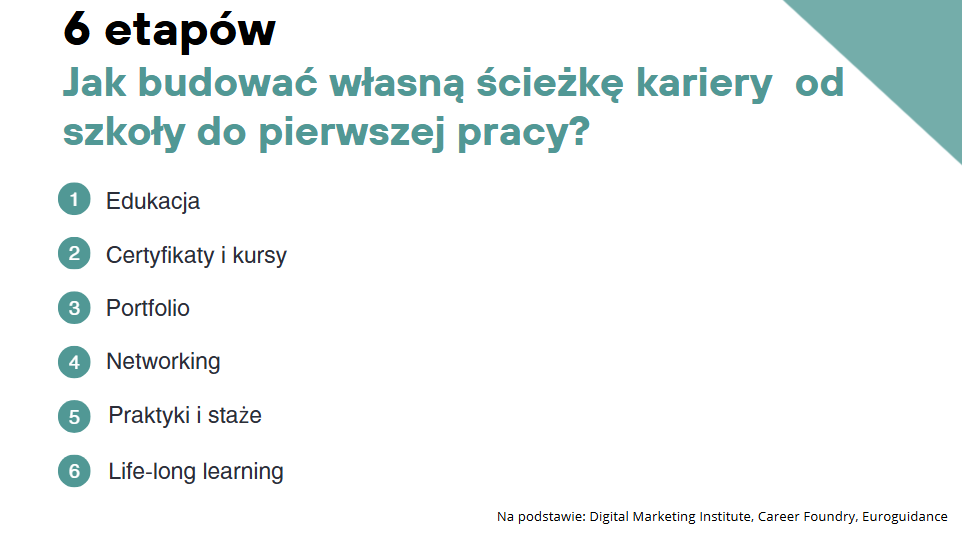 6 etapów
Jak budować własną ścieżkę kariery  od
szkoły do pierwszej pracy?
1 Edukacja
2 Certyfikaty i kursy
3 Portfolio
4 Networking
5 Praktyki i staże
6 Life-long learning
Na podstawie: Digital Marketing Institute, Career Foundry, Euroguidance